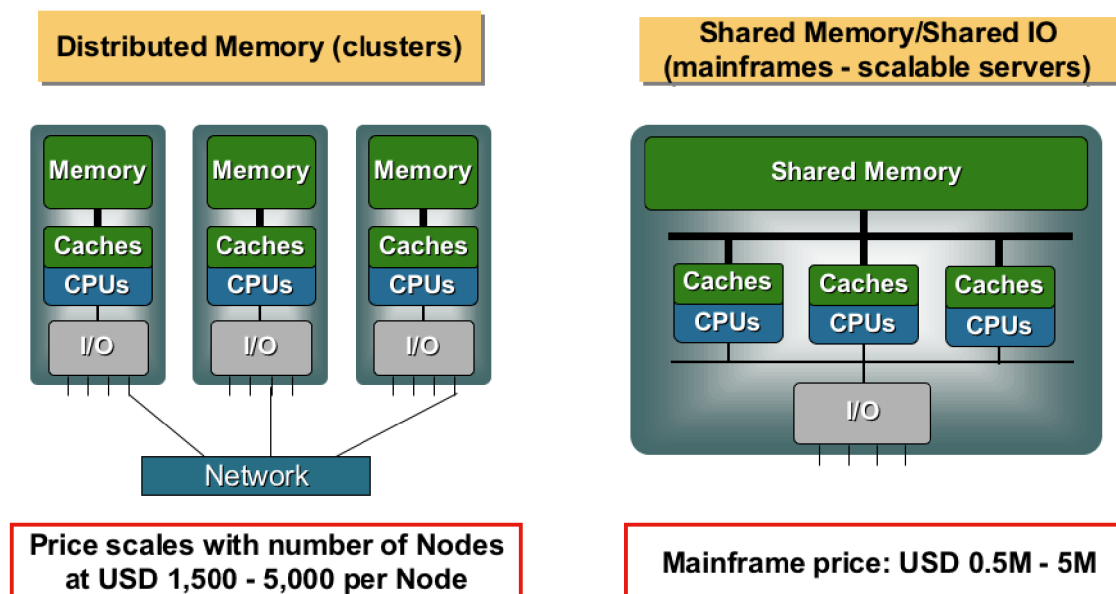 Distributed Memory (clusters)
Shared Memory/Shared IO
(mainframes - scalable servers)
Memory
Memory
Memory
Caches
CPUs
Caches
CPUs
Caches
CPUs
I/O
I/O
I/O
Network
Shared Memory
Caches
CPUs
Caches
CPUs
Caches
CPUs
I/O
Price scales with number of Nodes
at USD 1,500 - 5,000 per Node
Mainframe price: USD 0.5M - 5M